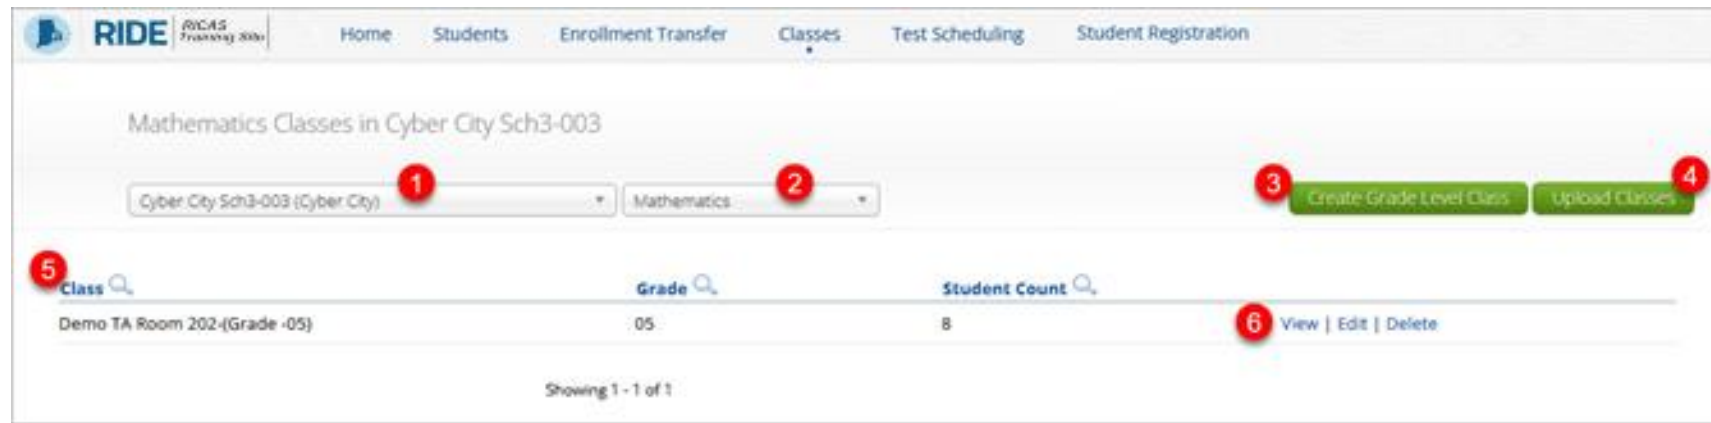 RIDE RICAS Training Site Home Students Enrollment Transfer Classes Test Scheduling Student Registration
Mathematics Classes in Cyber City Sch3-003
1 2 3 4
Cyber City Sch3-003 (Cyber City) Mathematics Create Grade Level Class Upload Classes
5
Class Grade Student Count
Demo TA Room 202-(Grade -05) 05 8 6 View | Edit | Delete
Showing 1 - 1 of 1